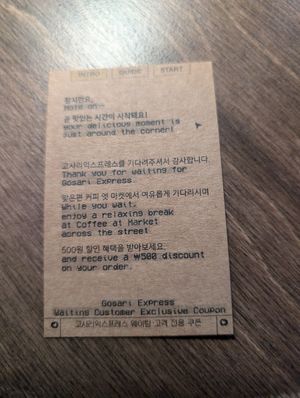 INTRO GUIDE START
잠시만요,
Hold on—
곧 맛있는 시간이 시작돼요!
your delicious moment is
just around the corner!
고사리익스프레스를 기다려주셔서 감사합니다.
Thank you for waiting for
Gosari Express.
맞은편 커피 앳 마켓에서 여유롭게 기다리시며
While you wait,
enjoy a relaxing break
at Coffee at Market
across the street
500원 할인 혜택을 받아보세요.
and receive a ₩500 discount
on your order.
Gosari Express
Waiting Customer Exclusive Coupon
고사리익스프레스 웨이팅 고객 전용 쿠폰